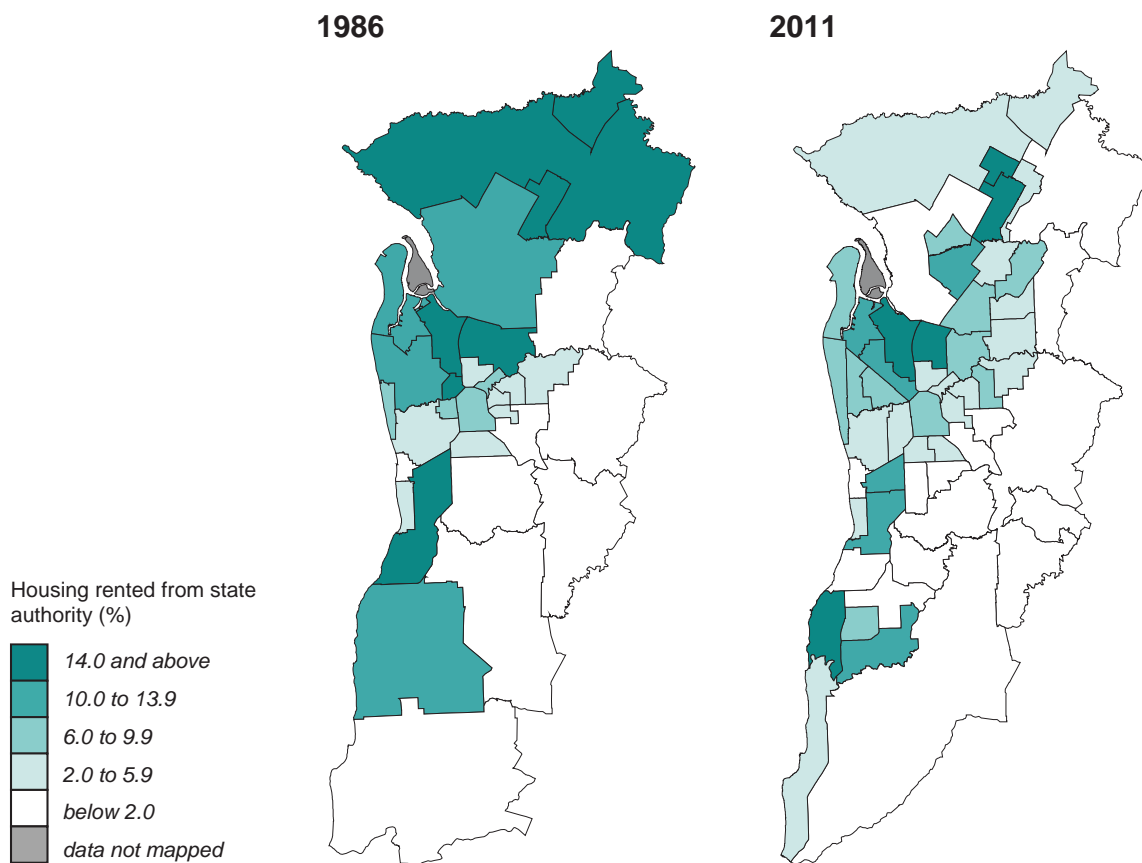 1986
2011
Housing rented from state
authority (%)
14.0 and above
10.0 to 13.9
6.0 to 9.9
2.0 to 5.9
below 2.0
data not mapped